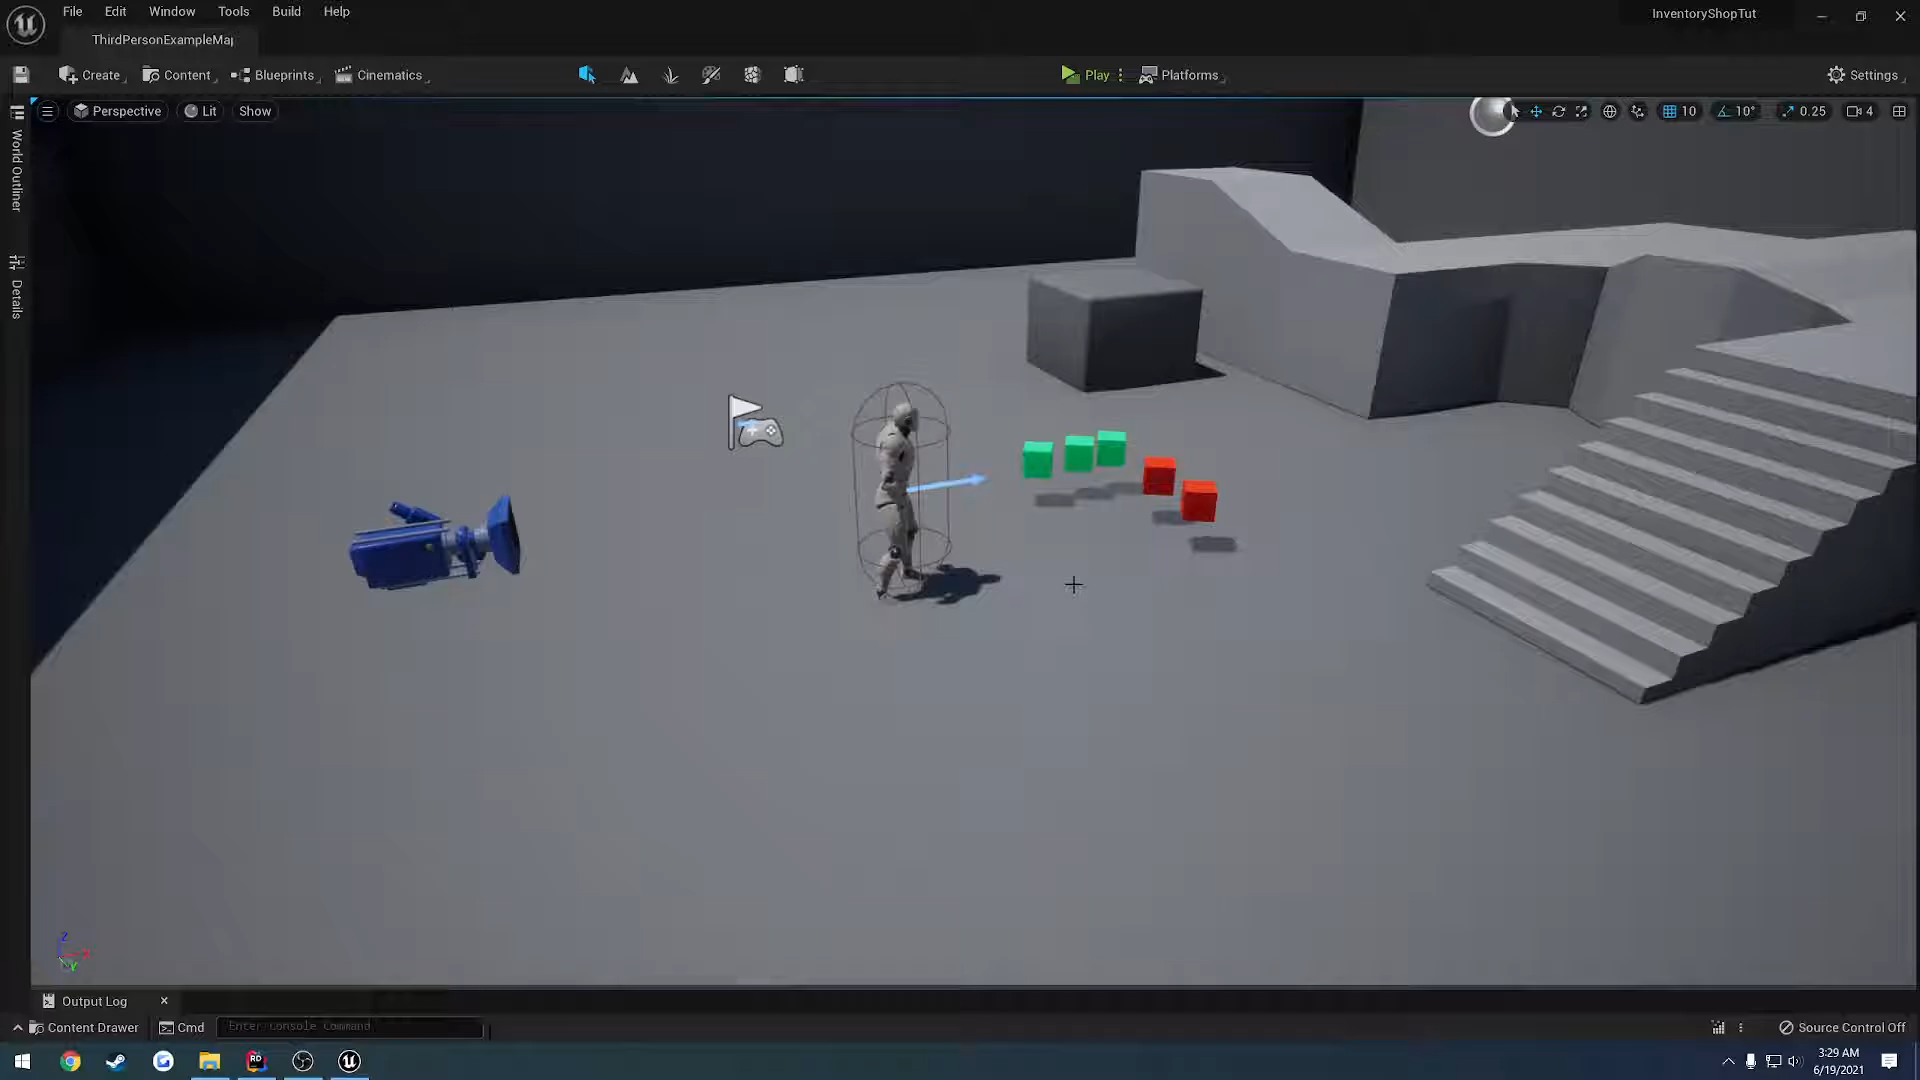 File Edit Window Tools Build Help
InventoryShopTut
ThirdPersonExampleMap
Create Content Blueprints Cinematics Play Platforms Settings
Perspective Lit Show 10 10° 0.25 4
World Outliner
Details
Z
X
Y
Output Log
Content Drawer Cmd Enter Console Command Source Control Off
RD
3:29 AM
6/19/2021